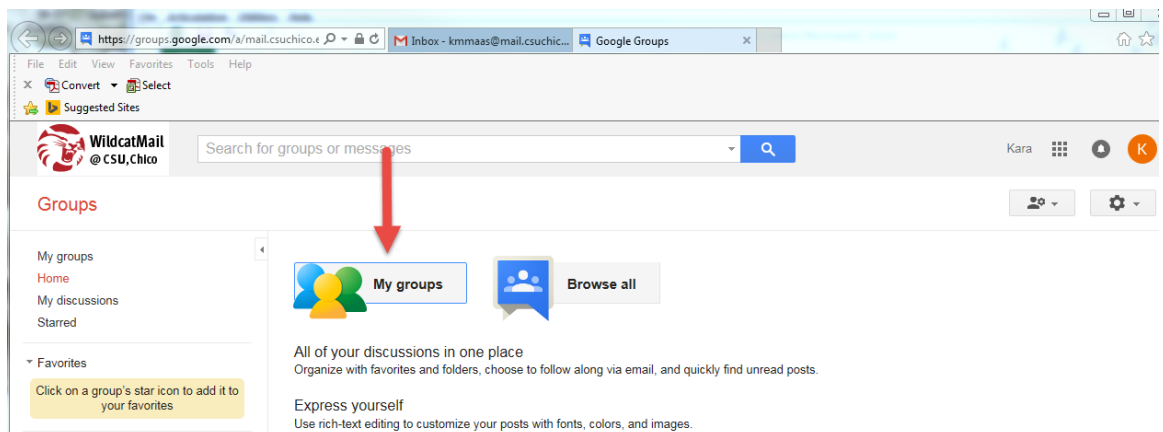 https://groups.google.com/a/mail.csuchico.e
Inbox - kmmaas@mail.csuchic...
Google Groups
File Edit View Favorites Tools Help
x Convert Select
Suggested Sites
WildcatMail
@ CSU, Chico
Search for groups or messages
Kara
K
Groups
My groups
Home
My discussions
Starred
Favorites
Click on a group's star icon to add it to
your favorites
My groups
Browse all
All of your discussions in one place
Organize with favorites and folders, choose to follow along via email, and quickly find unread posts.
Express yourself
Use rich-text editing to customize your posts with fonts, colors, and images.